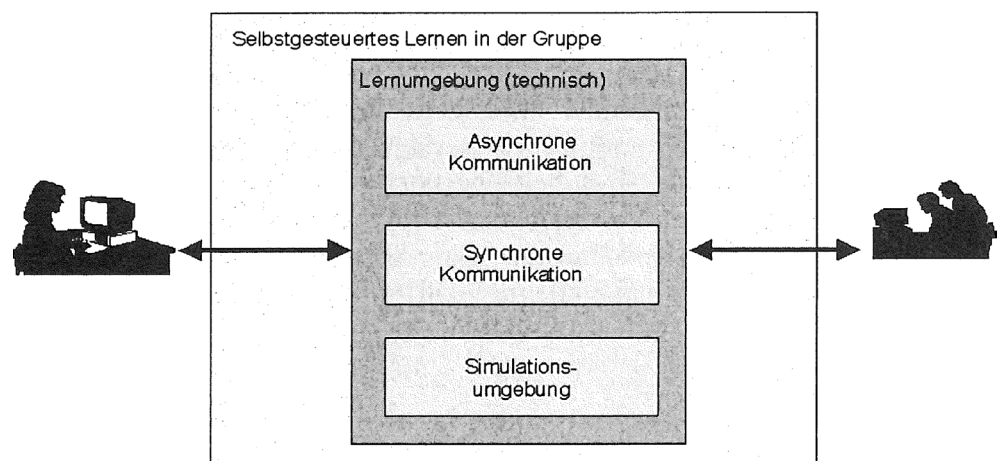 Selbstgesteuertes Lernen in der Gruppe
Lernumgebung (technisch)
Asynchrone
Kommunikation
Synchrone
Kommunikation
Simulations-
umgebung